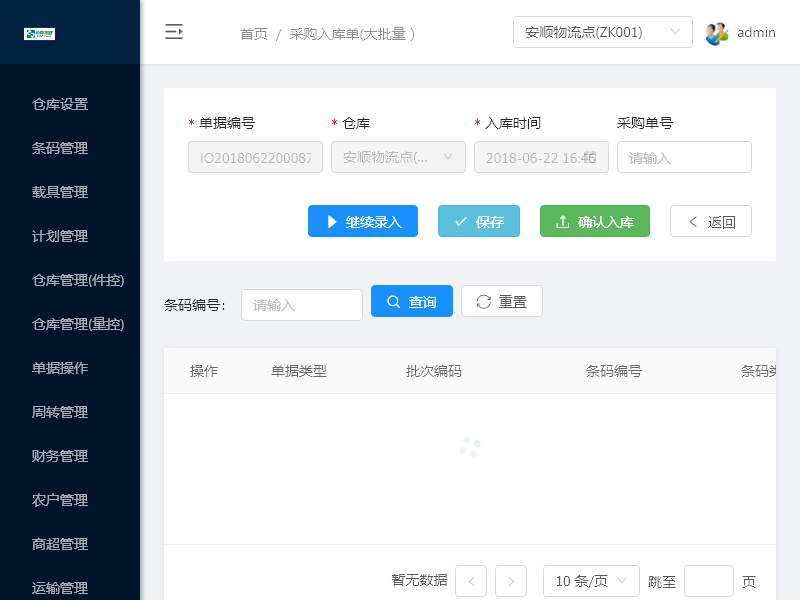 首页 / 采购入库单(大批量 )
安顺物流点(ZK001)
admin
仓库设置
条码管理
载具管理
计划管理
仓库管理(件控)
仓库管理(量控)
单据操作
周转管理
财务管理
农户管理
商超管理
运输管理
* 单据编号
* 仓库
* 入库时间
采购单号
IO2018062200087
安顺物流点(...
2018-06-22 16:46
请输入
继续录入
保存
确认入库
返回
条码编号:
请输入
查询
重置
操作
单据类型
批次编码
条码编号
条码类
暂无数据
<
>
10 条/页
跳至
页